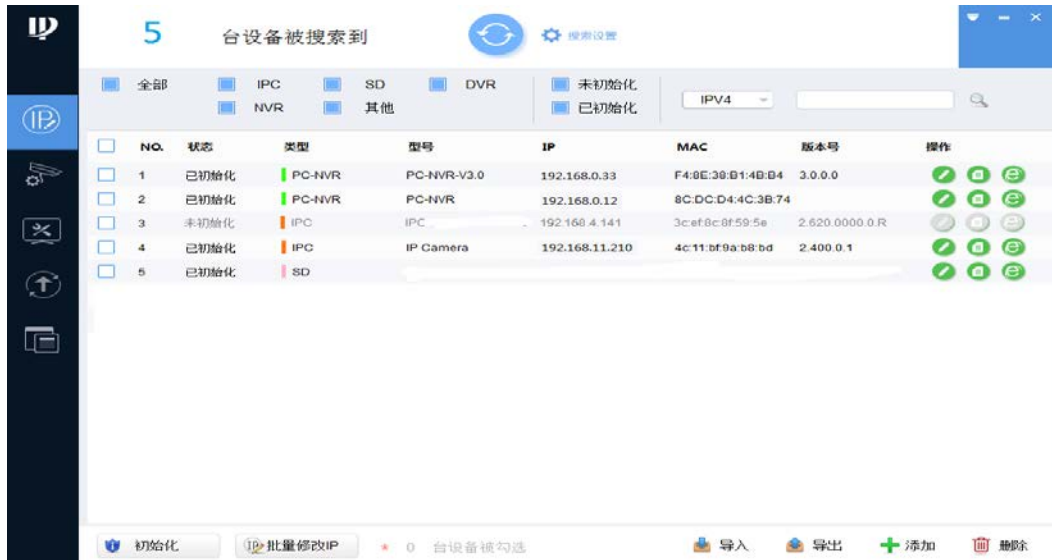 5 台设备被搜索到 搜索设置
全部 IPC SD DVR 未初始化
NVR 其他 已初始化 IPV4
NO. 状态 类型 型号 IP MAC 版本号 操作
1 已初始化 PC-NVR PC-NVR-V3.0 192.168.0.33 F4:8E:38:B1:4B:B4 3.0.0.0
2 已初始化 PC-NVR PC-NVR 192.168.0.12 8C:DC:D4:4C:3B:74
3 未初始化 IPC IPC 192.168.4.141 3c:ef:8c:8f:59:5e 2.620.0000.0.R
4 已初始化 IPC IP Camera 192.168.11.210 4c:11:bf:9a:b8:bd 2.400.0.1
5 已初始化 SD
初始化 IP 批量修改IP * 0 台设备被勾选 导入 导出 添加 删除